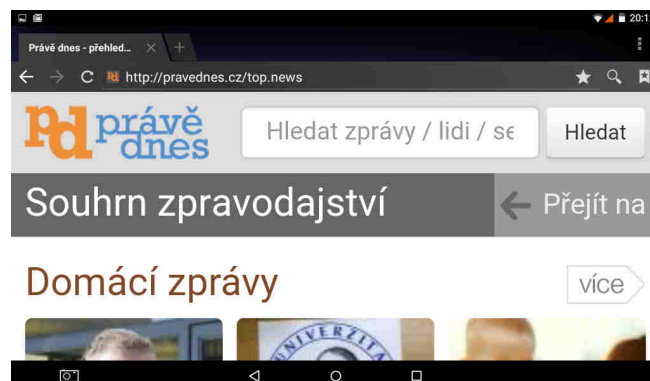 20:1
Právě dnes - přehled...
http://pravednes.cz/top.news
pd právě dnes
Hledat zprávy / lidi / se
Hledat
Souhrn zpravodajství
Přejít na
Domácí zprávy
více
UNIVERZITA